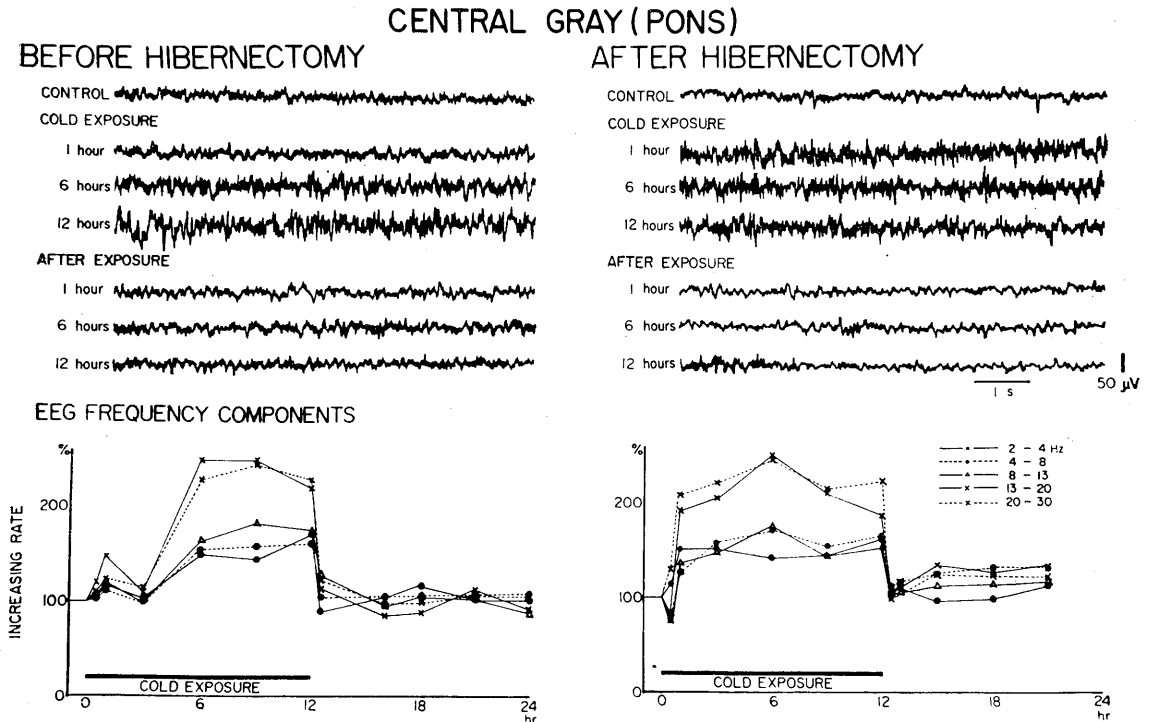 CENTRAL GRAY (PONS)
BEFORE HIBERNECTOMY
CONTROL
COLD EXPOSURE
1 hour
6 hours
12 hours
AFTER EXPOSURE
1 hour
6 hours
12 hours
AFTER HIBERNECTOMY
CONTROL
COLD EXPOSURE
1 hour
6 hours
12 hours
AFTER EXPOSURE
1 hour
6 hours
12 hours
1 s
50 µV
EEG FREQUENCY COMPONENTS
%
200
100
0
INCREASING RATE
COLD EXPOSURE
0 6 12 24
hr
%
200
100
0
2 - 4 Hz
4 - 8
8 - 13
13 - 20
20 - 30
COLD EXPOSURE
0 6 12 18 24
hr